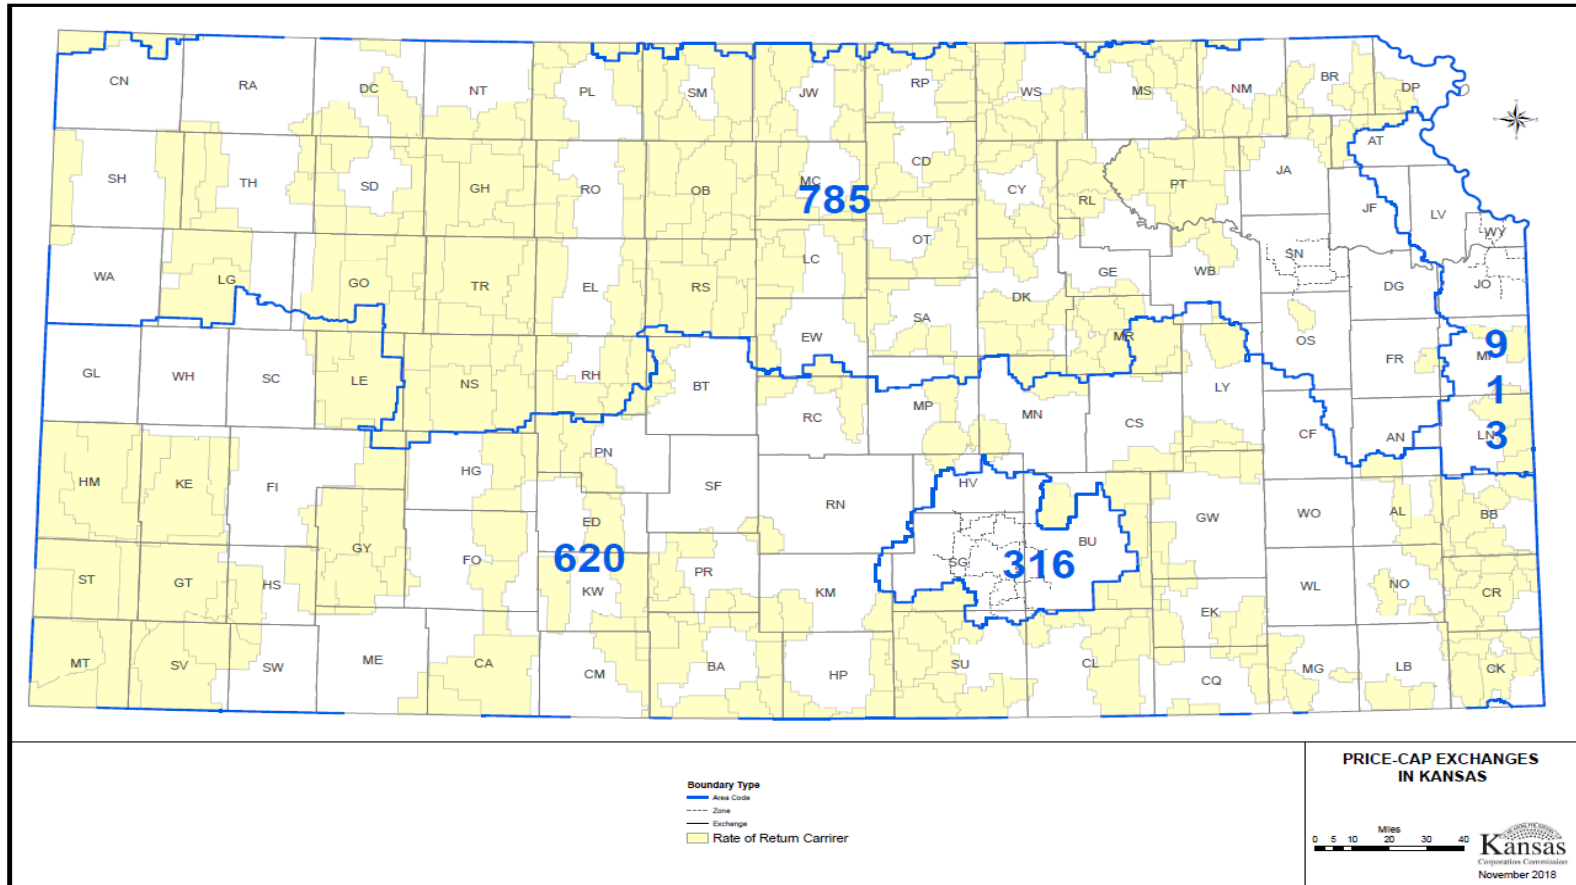 CN RA DC NT PL SM JW RP WS MS NM BR DP
AT
SH TH SD GH RO OB MC CD CY RL PT JA JF LV WY
785
WA LG GO TR EL RS LC OT DK GE WB SN DG JO
EW SA MR OS FR MI
913
GL WH SC LE NS RH BT RC MP MN CS LY CF AN LN
HM KE FI HG PN SF RN HV BU GW WO AL BB
ED
620
316
ST GT HS GY FO KW PR KM SG EK WL NO CR
MT SV SW ME CA CM BA HP SU CL CQ MG LB CK
Boundary Type
Area Code
Zone
Exchange
Rate of Return Carrirer
PRICE-CAP EXCHANGES
IN KANSAS
Miles
0 5 10 20 30 40
Kansas
Corporation Commission
November 2018